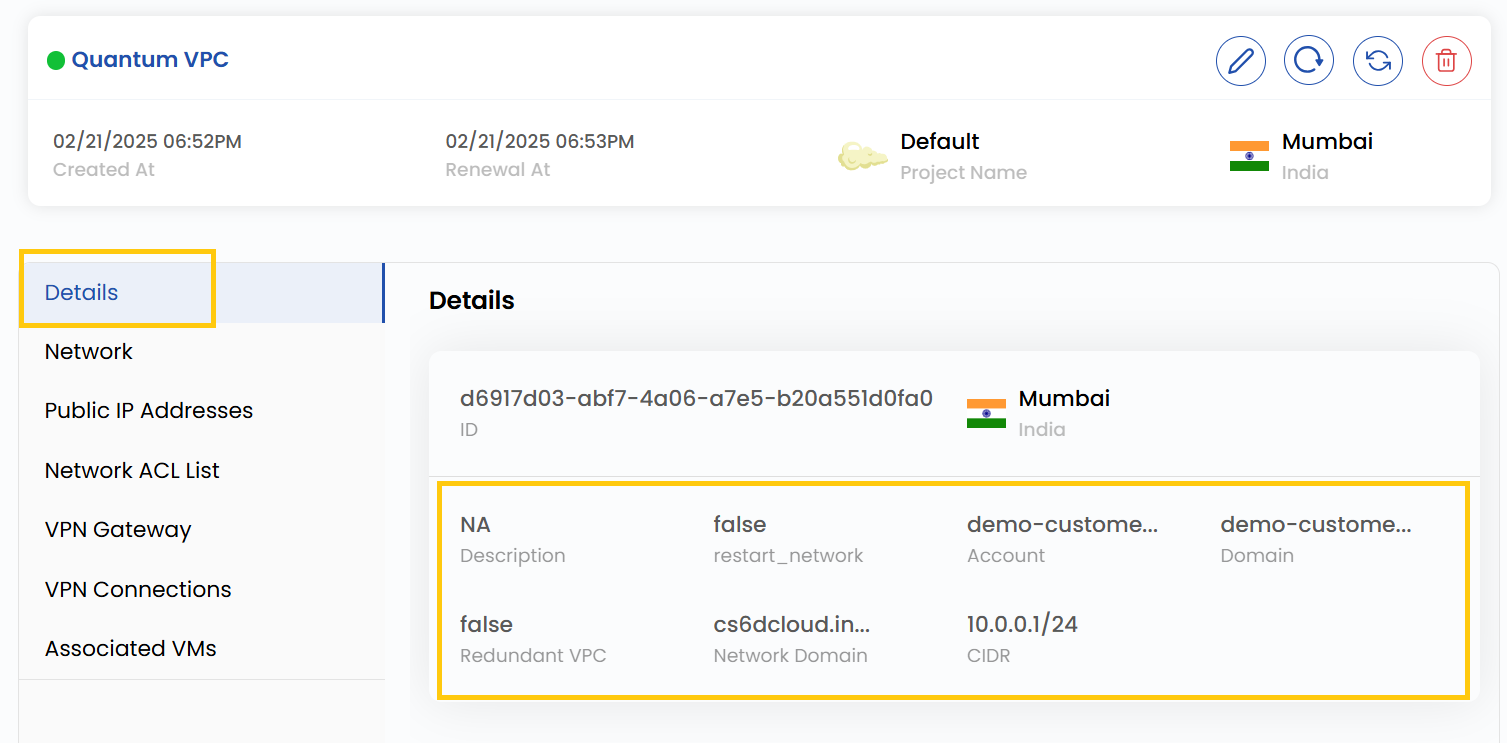 Quantum VPC
02/21/2025 06:52PM
Created At
02/21/2025 06:53PM
Renewal At
Default
Project Name
Mumbai
India
Details
Network
Public IP Addresses
Network ACL List
VPN Gateway
VPN Connections
Associated VMs
Details
d6917d03-abf7-4a06-a7e5-b20a551d0fa0
ID
Mumbai
India
NA
Description
false
restart_network
demo-custome...
Account
demo-custome...
Domain
false
Redundant VPC
cs6dcloud.in...
Network Domain
10.0.0.1/24
CIDR